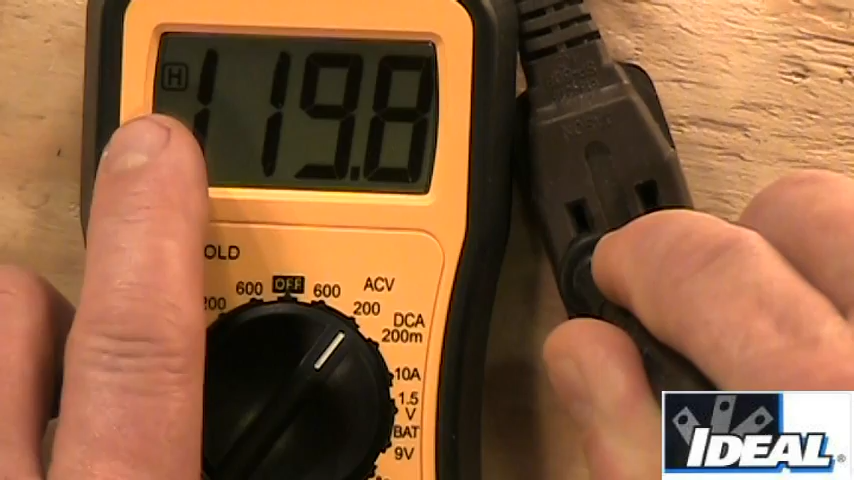 H
119.8
OLD
200
600
OFF
600
ACV
200
DCA
200m
10A
1.5
V
BAT
9V
IDEAL®